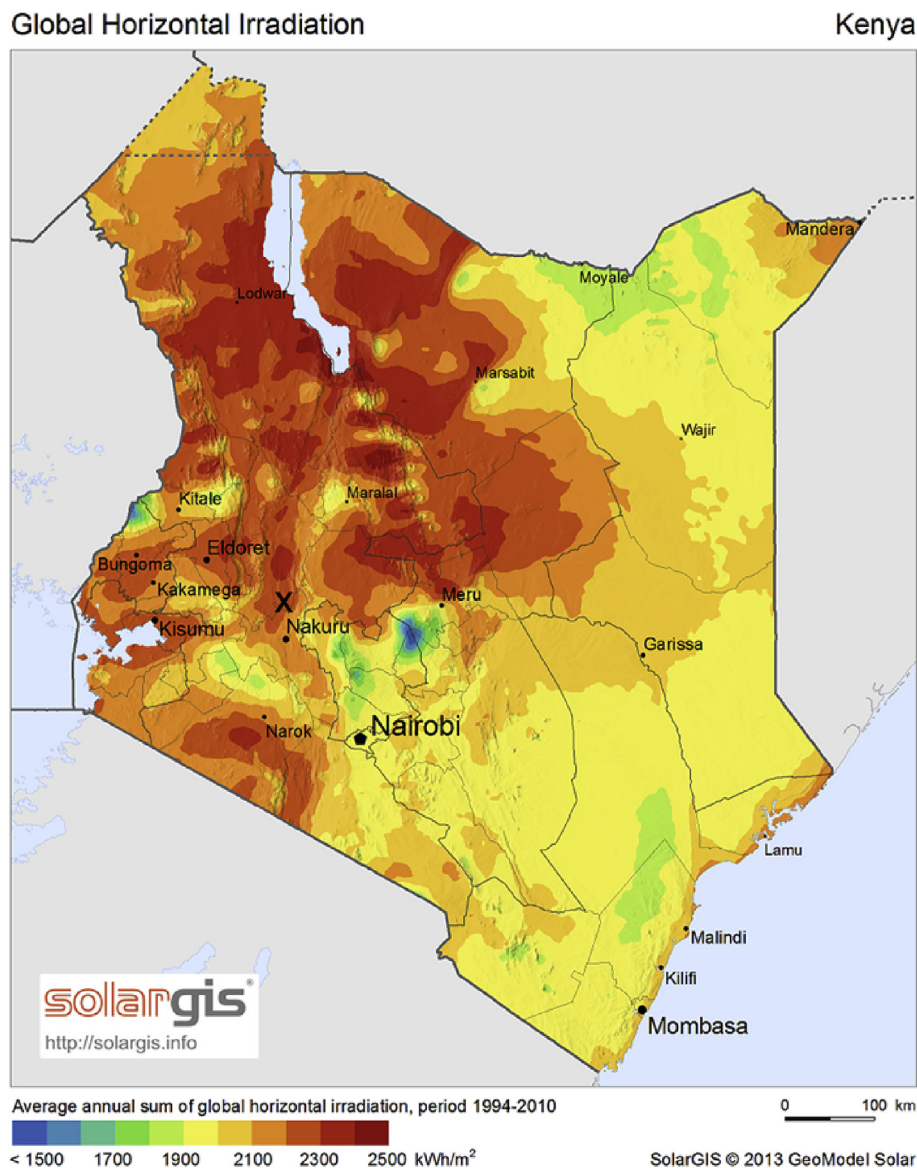 Global Horizontal Irradiation Kenya
Mandera
Moyale
Lodwar
Marsabit
Wajir
Maralal
Kitale
Eldoret
Bungoma
Kakamega
Meru
X
Kisumu
Nakuru
Garissa
Narok
Nairobi
Lamu
Malindi
Kilifi
Mombasa
solargis®
http://solargis.info
Average annual sum of global horizontal irradiation, period 1994-2010
0 100 km
< 1500 1700 1900 2100 2300 2500 kWh/m²
SolarGIS © 2013 GeoModel Solar